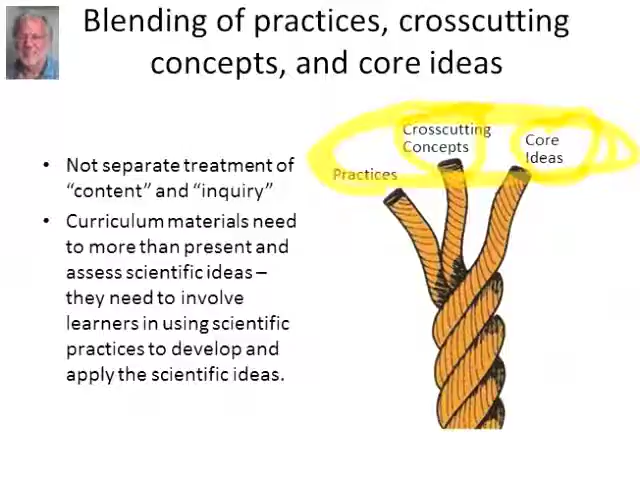 Blending of practices, crosscutting
concepts, and core ideas
• Not separate treatment of
“content” and “inquiry”
• Curriculum materials need
to more than present and
assess scientific ideas –
they need to involve
learners in using scientific
practices to develop and
apply the scientific ideas.
Practices
Crosscutting
Concepts
Core
Ideas